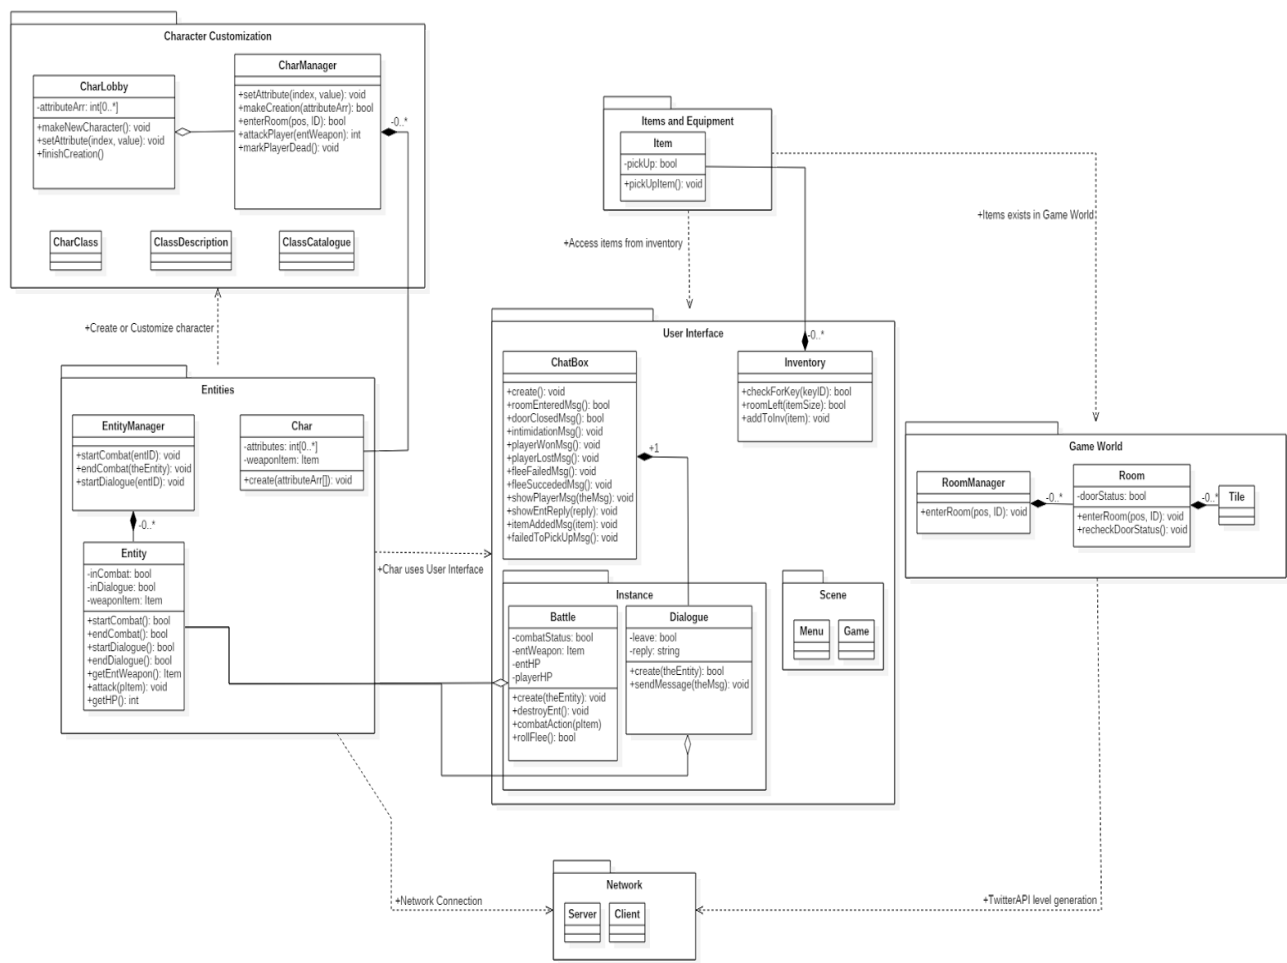 Character Customization
CharLobby
-attributeArr: int[0..*]
+makeNewCharacter(): void
+setAttribute(index, value): void
+finishCreation()
CharManager
+setAttribute(index, value): void
+makeCreation(attributeArr): bool
+enterRoom(pos, ID): bool
+attackPlayer(entWeapon): int
+markPlayerDead(): void
-0..*
CharClass
ClassDescription
ClassCatalogue
+Create or Customize character
Items and Equipment
Item
-pickUp: bool
+pickUpItem(): void
+Items exists in Game World
+Access items from inventory
Entities
EntityManager
+startCombat(entID): void
+endCombat(theEntity): void
+startDialogue(entID): void
-0..*
Char
-attributes: int[0..*]
-weaponItem: Item
+create(attributeArr[]): void
Entity
-inCombat: bool
-inDialogue: bool
-weaponItem: Item
+startCombat(): bool
+endCombat(): bool
+startDialogue(): bool
+endDialogue(): bool
+getEntWeapon(): Item
+attack(pItem): void
+getHP(): int
+Char uses User Interface
User Interface
ChatBox
+create(): void
+roomEnteredMsg(): bool
+doorClosedMsg(): bool
+intimidationMsg(): void
+playerWonMsg(): void
+playerLostMsg(): void
+fleeFailedMsg(): void
+fleeSuccededMsg(): void
+showPlayerMsg(theMsg): void
+showEntReply(reply): void
+itemAddedMsg(item): void
+failedToPickUpMsg(): void
+1
-0..*
Inventory
+checkForKey(keyID): bool
+roomLeft(itemSize): bool
+addToInv(item): void
Instance
Battle
-combatStatus: bool
-entWeapon: Item
-entHP
-playerHP
+create(theEntity): void
+destroyEnt(): void
+combatAction(pItem)
+rollFlee(): bool
Dialogue
-leave: bool
-reply: string
+create(theEntity): bool
+sendMessage(theMsg): void
Scene
Menu
Game
Game World
RoomManager
+enterRoom(pos, ID): void
-0..*
Room
-doorStatus: bool
+enterRoom(pos, ID): void
+recheckDoorStatus(): void
-0..*
Tile
+Network Connection
+TwitterAPI level generation
Network
Server
Client